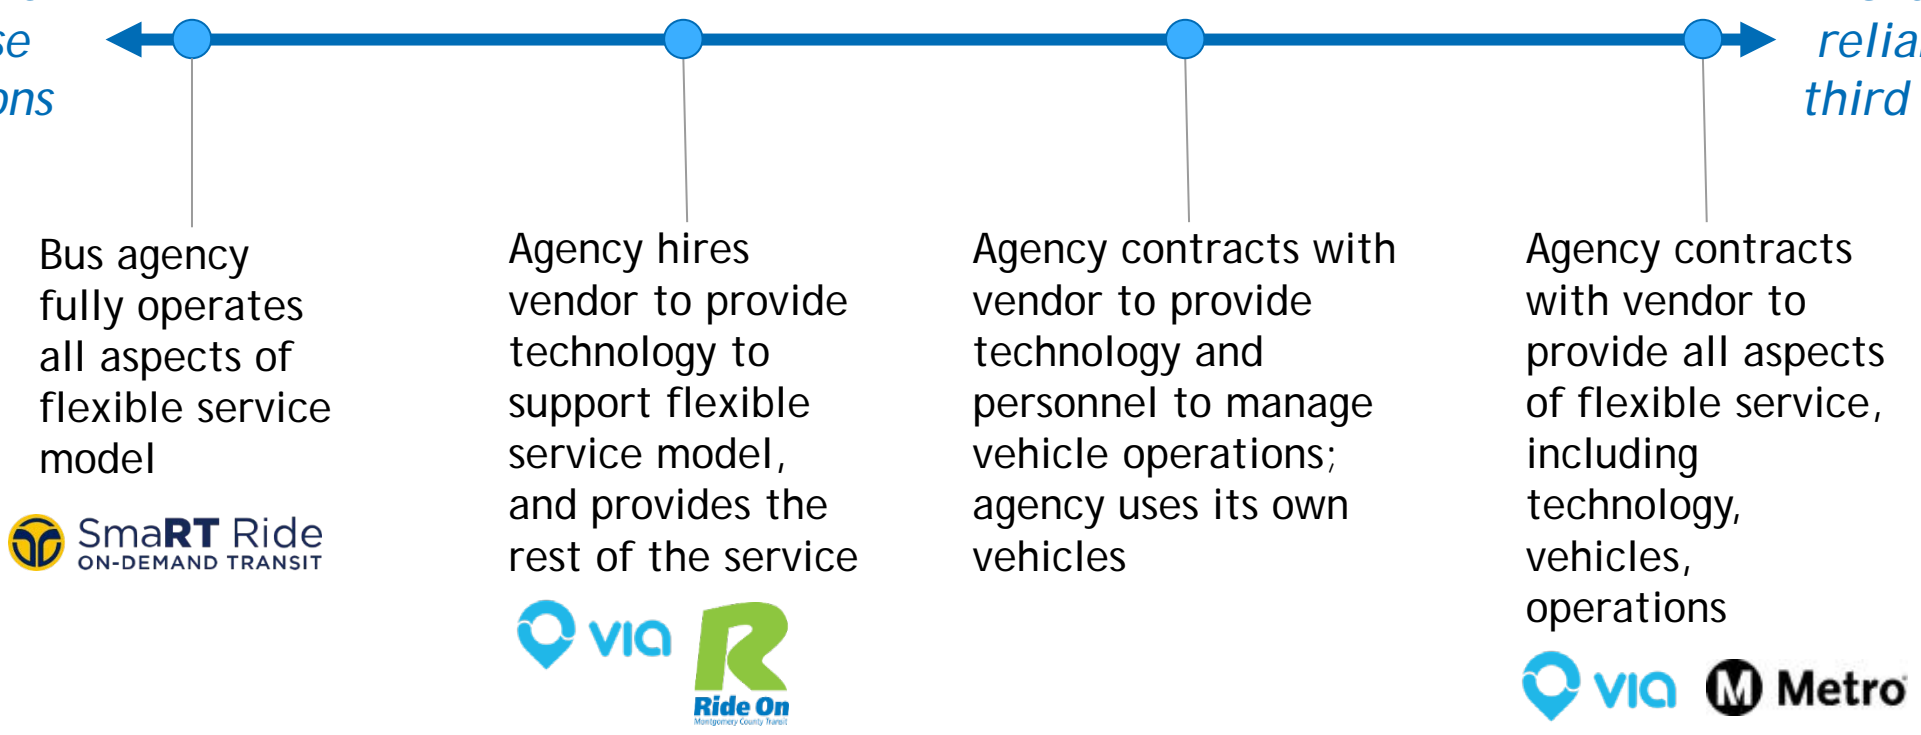 third
Bus agency
fully operates
all aspects of
flexible service
model
SmaRT Ride
ON-DEMAND TRANSIT
Agency hires
vendor to provide
technology to
support flexible
service model,
and provides the
rest of the service
via
Ride On
Montgomery County Transit
Agency contracts with
vendor to provide
technology and
personnel to manage
vehicle operations;
agency uses its own
vehicles
Agency contracts
with vendor to
provide all aspects
of flexible service,
including
technology,
vehicles,
operations
via
M Metro